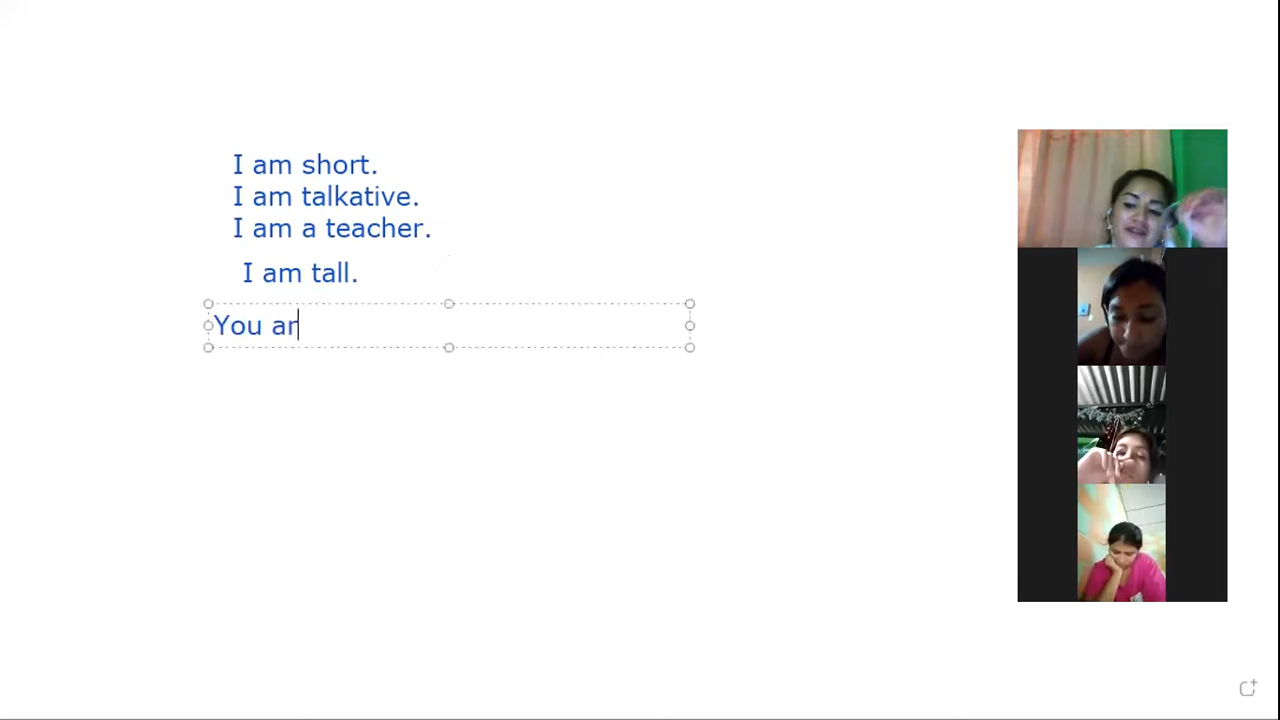 I am short.
I am talkative.
I am a teacher.
I am tall.
You ar